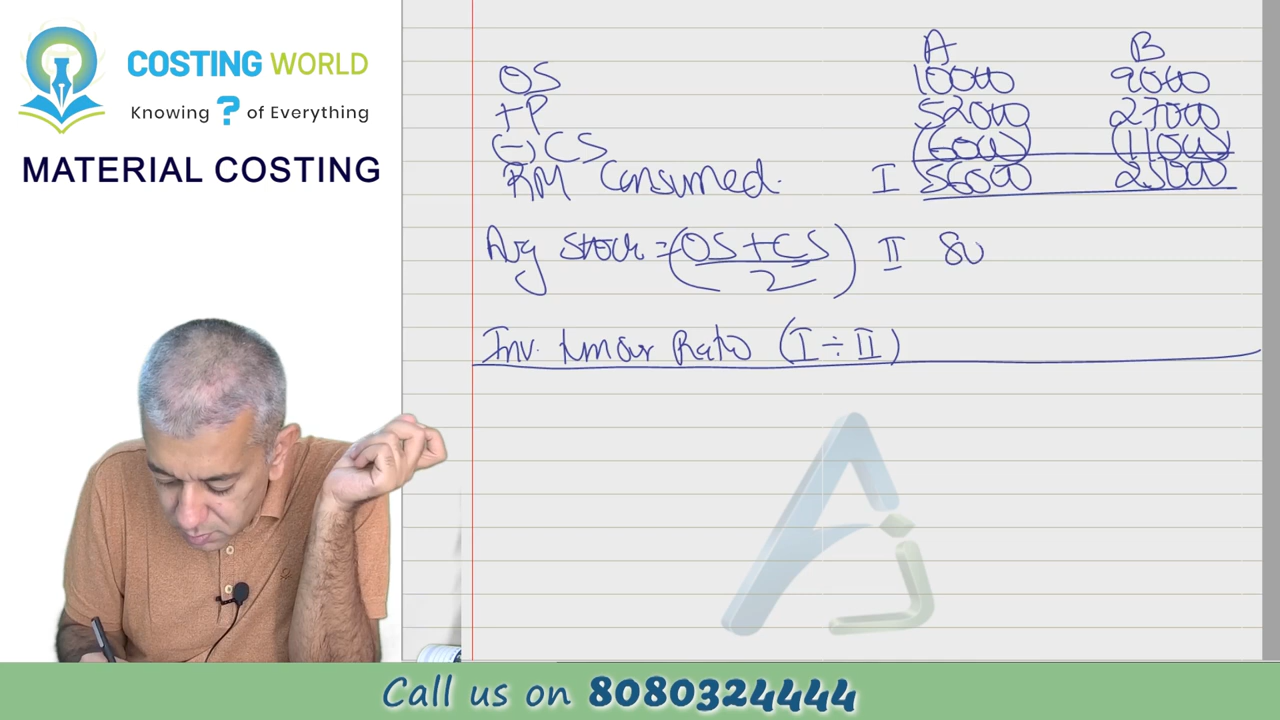 COSTING WORLD
Knowing ? of Everything
MATERIAL COSTING
A B
OS 10000 9000
+P 52000 27000
(-) CS (6000) (11000)
RM Consumed. I 56000 25000
Avg Stock = (OS + CS / 2) II 80
Inv. turnover Ratio (I ÷ II)
Call us on 8080324444